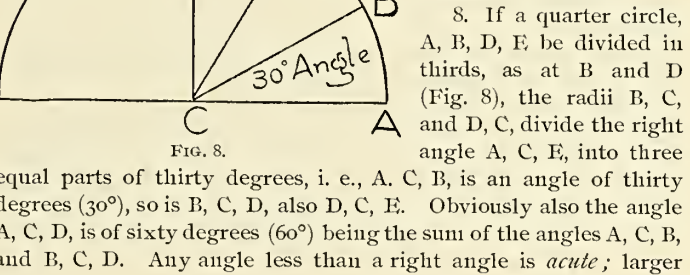 B
30° Angle
C
A
FIG. 8.
8. If a quarter circle,
A, B, D, E be divided in
thirds, as at B and D
(Fig. 8), the radii B, C,
and D, C, divide the right
angle A, C, E, into three
equal parts of thirty degrees, i. e., A. C, B, is an angle of thirty
degrees (30°), so is B, C, D, also D, C, E. Obviously also the angle
A, C, D, is of sixty degrees (60°) being the sum of the angles A, C, B,
and B, C, D. Any angle less than a right angle is acute; larger